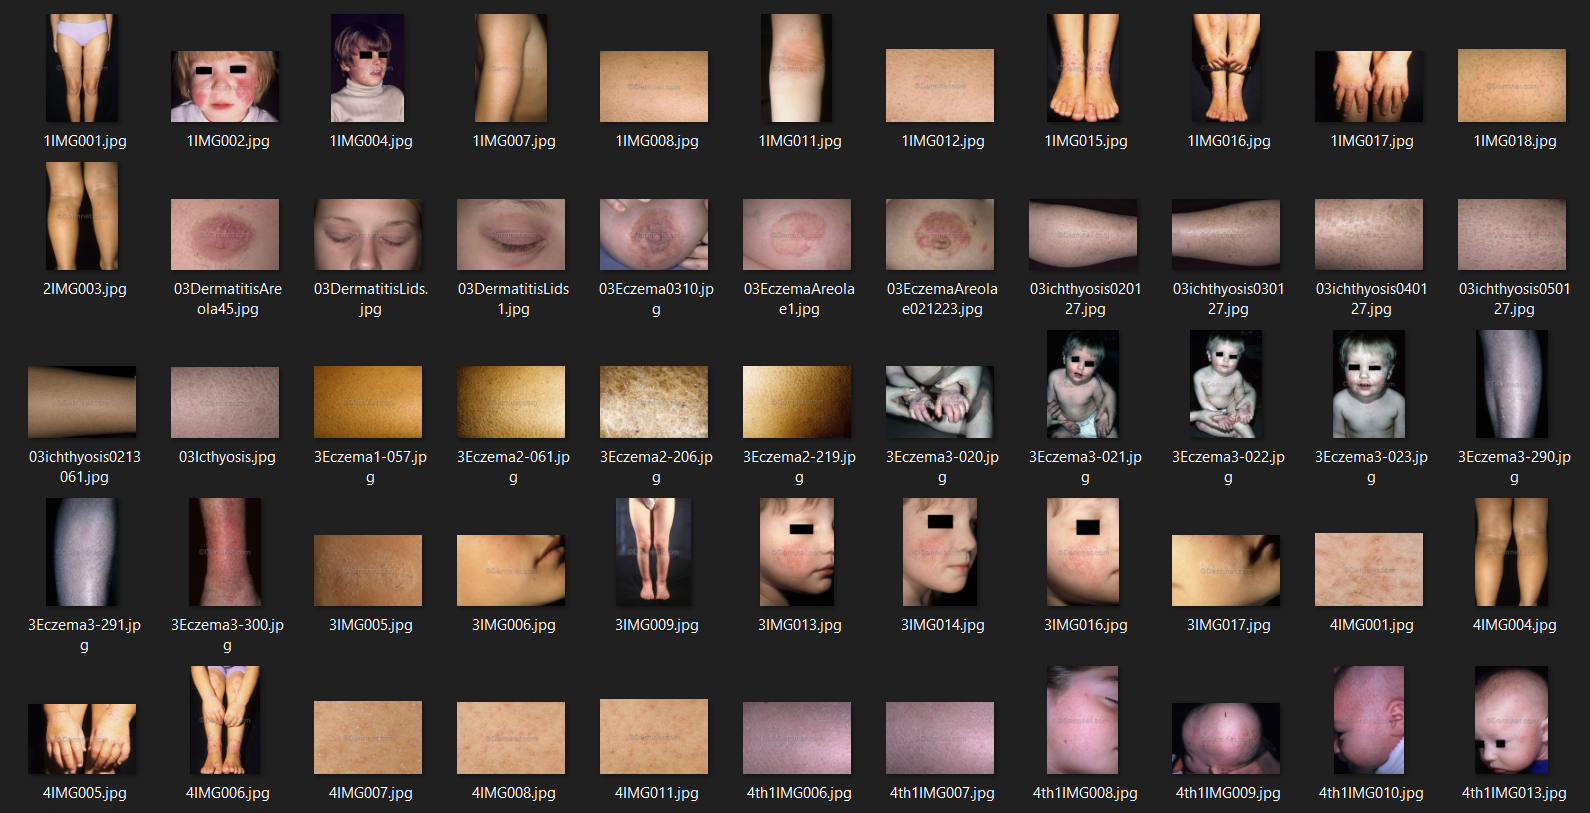 1IMG001.jpg
1IMG002.jpg
1IMG004.jpg
1IMG007.jpg
1IMG008.jpg
1IMG011.jpg
1IMG012.jpg
1IMG015.jpg
1IMG016.jpg
1IMG017.jpg
1IMG018.jpg
2IMG003.jpg
03DermatitisAre
ola45.jpg
03DermatitisLids.
jpg
03DermatitisLids
1.jpg
03Eczema0310.jp
g
03EczemaAreola
e1.jpg
03EczemaAreola
e021223.jpg
03ichthyosis0201
27.jpg
03ichthyosis0301
27.jpg
03ichthyosis0401
27.jpg
03ichthyosis0501
27.jpg
03ichthyosis0213
061.jpg
03Icthyosis.jpg
3Eczema1-057.jp
g
3Eczema2-061.jp
g
3Eczema2-206.jp
g
3Eczema2-219.jp
g
3Eczema3-020.jp
g
3Eczema3-021.jp
g
3Eczema3-022.jp
g
3Eczema3-023.jp
g
3Eczema3-290.jp
g
3Eczema3-291.jp
g
3Eczema3-300.jp
g
3IMG005.jpg
3IMG006.jpg
3IMG009.jpg
3IMG013.jpg
3IMG014.jpg
3IMG016.jpg
3IMG017.jpg
4IMG001.jpg
4IMG004.jpg
4IMG005.jpg
4IMG006.jpg
4IMG007.jpg
4IMG008.jpg
4IMG011.jpg
4th1IMG006.jpg
4th1IMG007.jpg
4th1IMG008.jpg
4th1IMG009.jpg
4th1IMG010.jpg
4th1IMG013.jpg